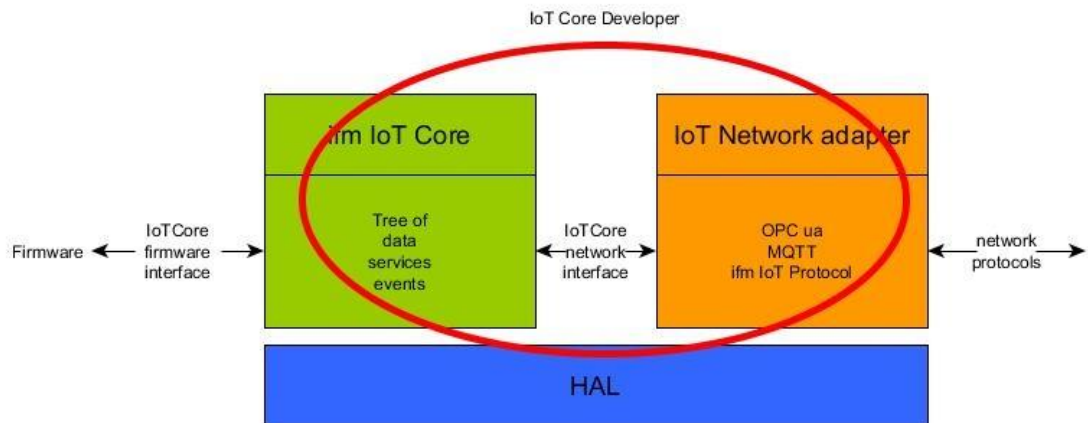 IoT Core Developer
ifm IoT Core
IoT Network adapter
Firmware
IoTCore
firmware
interface
Tree of
data
services
events
IoTCore
network
interface
OPC ua
MQTT
ifm IoT Protocol
network
protocols
HAL